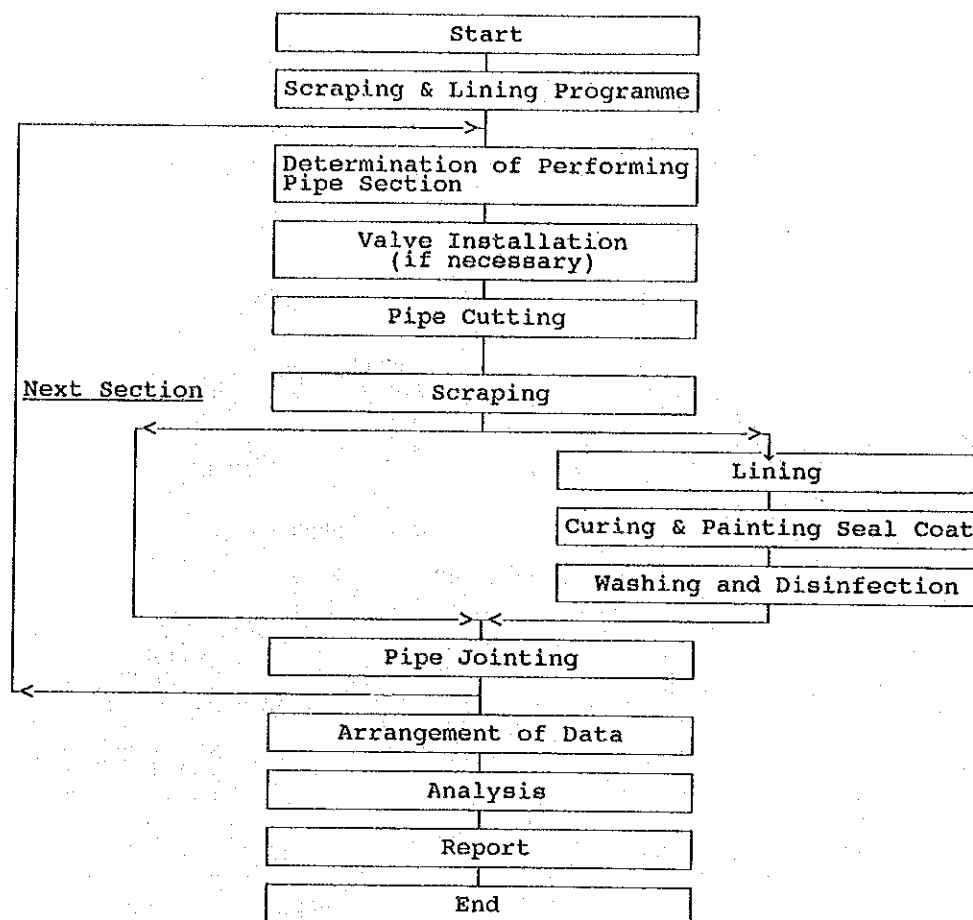 Start
Scraping & Lining Programme
Determination of Performing
Pipe Section
Valve Installation
(if necessary)
Pipe Cutting
Next Section
Scraping
Lining
Curing & Painting Seal Coat
Washing and Disinfection
Pipe Jointing
Arrangement of Data
Analysis
Report
End